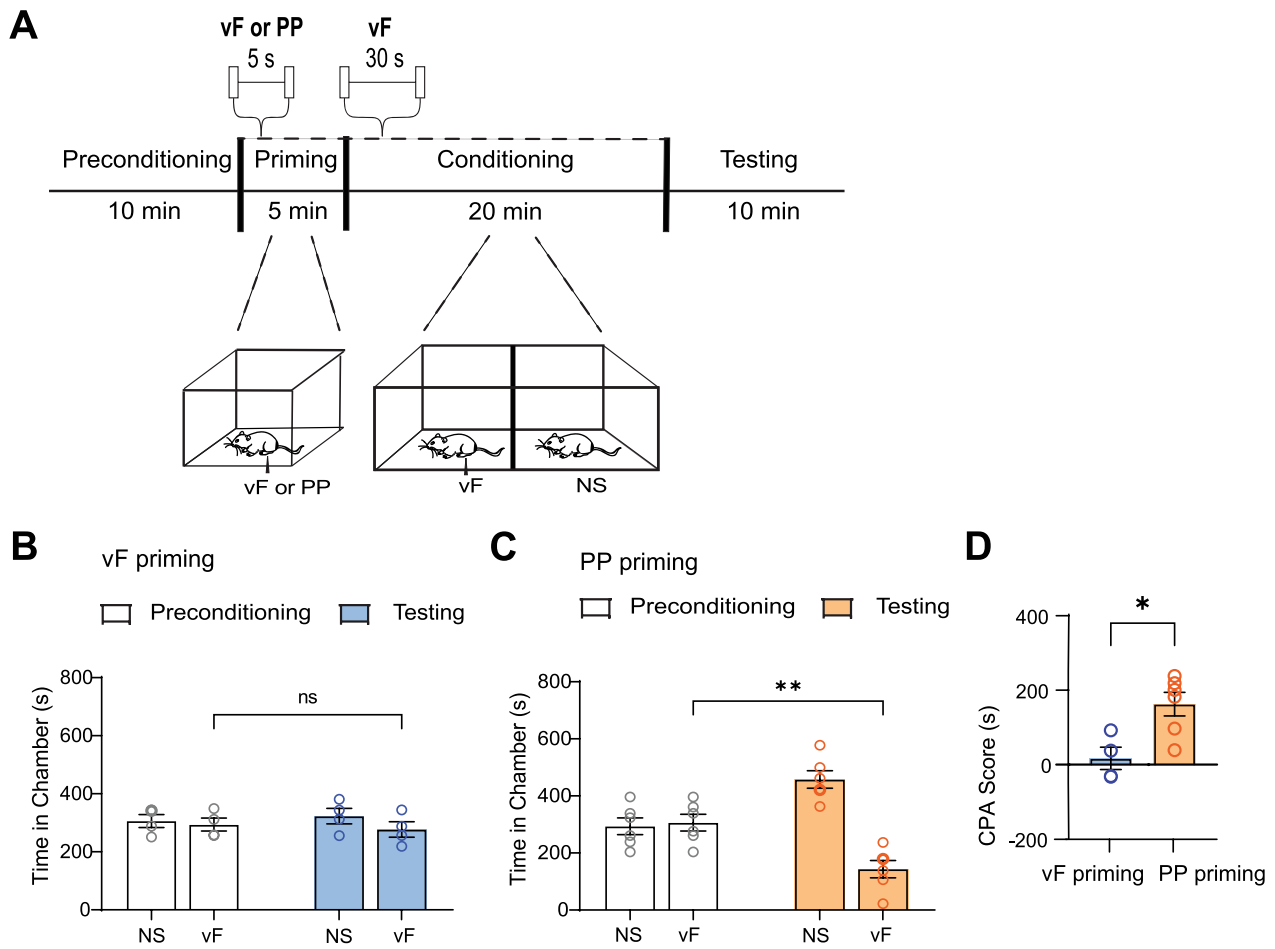 A
vF or PP
5 s
vF
30 s
Preconditioning
Priming
Conditioning
Testing
10 min
5 min
20 min
10 min
vF or PP
vF
NS
B
vF priming
Preconditioning
Testing
Time in Chamber (s)
800
600
400
200
0
ns
NS
vF
NS
vF
C
PP priming
Preconditioning
Testing
Time in Chamber (s)
800
600
400
200
0
**
NS
vF
NS
vF
D
CPA Score (s)
400
200
0
-200
*
vF priming
PP priming